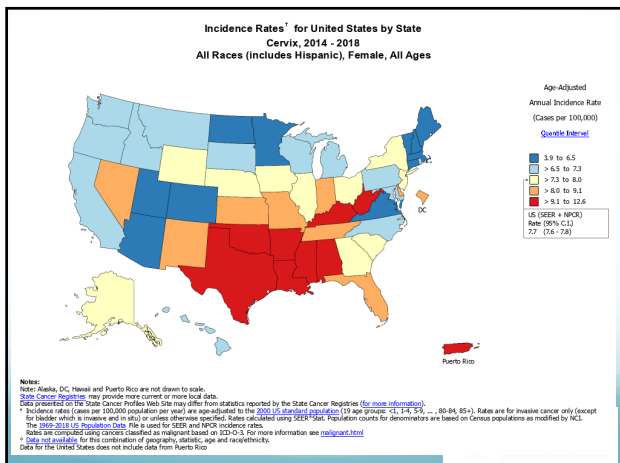 Incidence Rates† for United States by State
Cervix, 2014 - 2018
All Races (includes Hispanic), Female, All Ages
Age-Adjusted
Annual Incidence Rate
(Cases per 100,000)
Quantile Interval
3.9 to 6.5
> 6.5 to 7.3
> 7.3 to 8.0
> 8.0 to 9.1
> 9.1 to 12.6
US (SEER + NPCR)
Rate (95% C.I.)
7.7 (7.6 - 7.8)
DC
Puerto Rico
Notes:
Note: Alaska, DC, Hawaii and Puerto Rico are not drawn to scale.
State Cancer Registries may provide more current or more local data.
Data presented on the State Cancer Profiles Web Site may differ from statistics reported by the State Cancer Registries (for more information).
† Incidence rates (cases per 100,000 population per year) are age-adjusted to the 2000 US standard population (19 age groups: <1, 1-4, 5-9, ... , 80-84, 85+). Rates are for invasive cancer only (except
for bladder which is invasive and in situ) or unless otherwise specified. Rates calculated using SEER*Stat. Population counts for denominators are based on Census populations as modified by NCI.
The 1969-2018 US Population Data File is used for SEER and NPCR incidence rates.
Rates are computed using cancers classified as malignant based on ICD-O-3. For more information see malignant.html
Data not available for this combination of geography, statistic, age and race/ethnicity.
Data for the United States does not include data from Puerto Rico